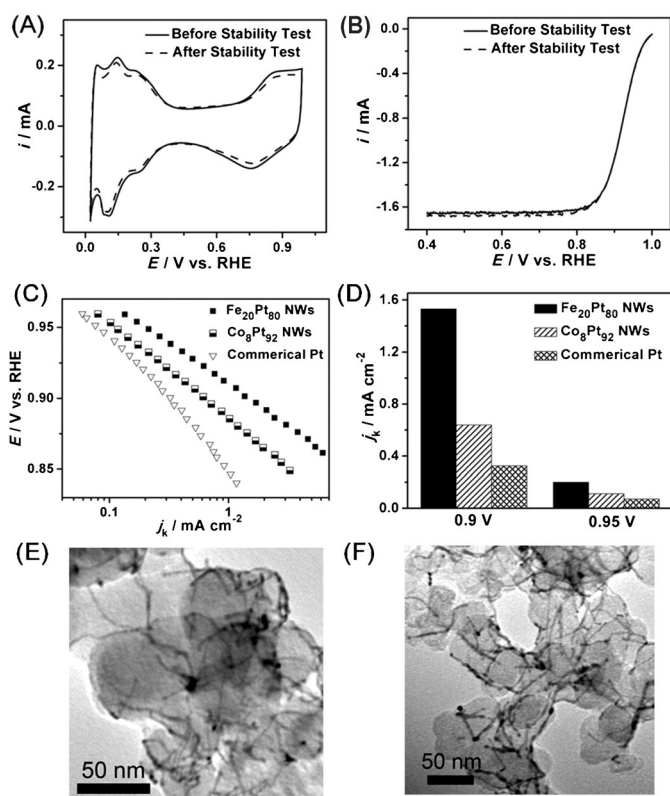 (A)
Before Stability Test
After Stability Test
i / mA
0.2
0.0
-0.2
0.0
0.3
0.6
0.9
E / V vs. RHE
(B)
Before Stability Test
After Stability Test
i / mA
0.0
-0.4
-0.8
-1.2
-1.6
0.4
0.6
0.8
1.0
E / V vs. RHE
(C)
Fe20Pt80 NWs
Co8Pt92 NWs
Commerical Pt
E / V vs. RHE
0.95
0.90
0.85
0.1
1
jk / mA cm-2
(D)
Fe20Pt80 NWs
Co8Pt92 NWs
Commerical Pt
jk / mA cm-2
1.6
1.2
0.8
0.4
0.0
0.9 V
0.95 V
(E)
50 nm
(F)
50 nm